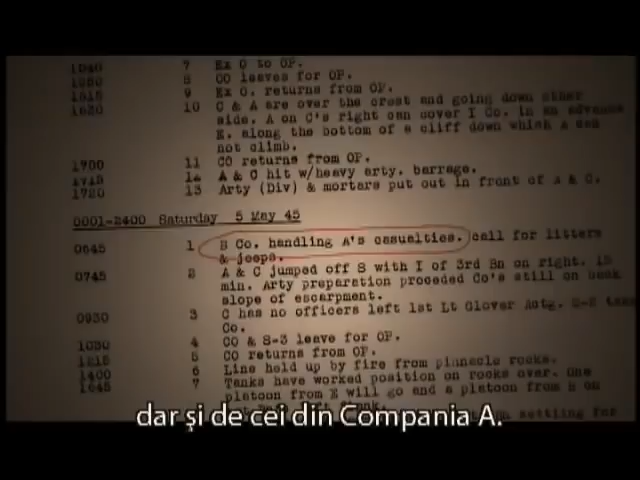 1040 7 Ex O to OP.
8 CO leaves for OP.
9 Ex O. returns from OP.
10 C & A are over the crest and going down other
side. A on C's right can cover I Co. in an advance
E. along the bottom of a cliff down which A can
not climb.
1700 11 CO returns from OP.
12 A & C hit w/heavy arty. barrage.
1720 13 Arty (Div) & mortars put out in front of A & C.
0001-2400 Saturday 5 May 45
0645 1 B Co. handling A's casualties. call for litters
& jeeps.
0745 2 A & C jumped off S with I of 3rd Bn on right. 15
min. Arty preparation preceded Co's still on
slope of escarpment.
0930 3 C has no officers left 1st Lt Glover Actg.
Co.
1030 4 CO & S-3 leave for OP.
1215 5 CO returns from OP.
1400 6 Line held up by fire from pinnacle rocks.
1645 7 Tanks have worked position on rocks over. One
platoon from E will go and a platoon from B on
settling for
dar și de cei din Compania A.